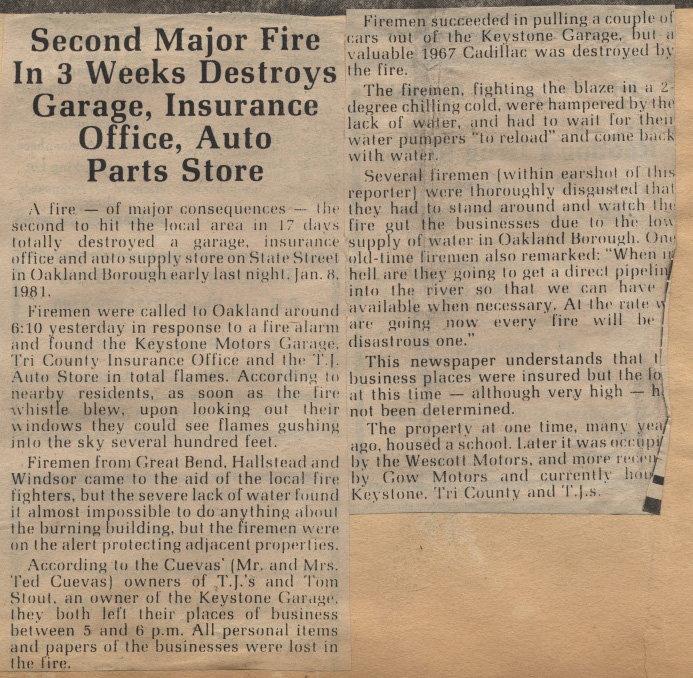 Second Major Fire
In 3 Weeks Destroys
Garage, Insurance
Office, Auto
Parts Store
A fire — of major consequences — the
second to hit the local area in 17 days
totally destroyed a garage, insurance
office and auto supply store on State Street
in Oakland Borough early last night, Jan. 8,
1981.
Firemen were called to Oakland around
6:10 yesterday in response to a fire alarm
and found the Keystone Motors Garage,
Tri County Insurance Office and the T.J.
Auto Store in total flames. According to
nearby residents, as soon as the fire
whistle blew, upon looking out their
windows they could see flames gushing
into the sky several hundred feet.
Firemen from Great Bend, Hallstead and
Windsor came to the aid of the local fire
fighters, but the severe lack of water found
it almost impossible to do anything about
the burning building, but the firemen were
on the alert protecting adjacent properties.
According to the Cuevas' (Mr. and Mrs.
Ted Cuevas) owners of T.J.'s and Tom
Stout, an owner of the Keystone Garage,
they both left their places of business
between 5 and 6 p.m. All personal items
and papers of the businesses were lost in
the fire.
Firemen succeeded in pulling a couple of
cars out of the Keystone Garage, but a
valuable 1967 Cadillac was destroyed by
the fire.
The firemen, fighting the blaze in a 2-
degree chilling cold, were hampered by the
lack of water, and had to wait for their
water pumpers "to reload" and come back
with water.
Several firemen (within earshot of this
reporter) were thoroughly disgusted that
they had to stand around and watch the
fire gut the businesses due to the low
supply of water in Oakland Borough. One
old-time firemen also remarked: "When in
hell are they going to get a direct pipelin
into the river so that we can have
available when necessary. At the rate w
are going now every fire will be
disastrous one."
This newspaper understands that t
business places were insured but the lo
at this time — although very high — h
not been determined.
The property at one time, many yea
ago, housed a school. Later it was occupi
by the Wescott Motors, and more recen
by Gow Motors and currently hou
Keystone, Tri County and T.J.s.